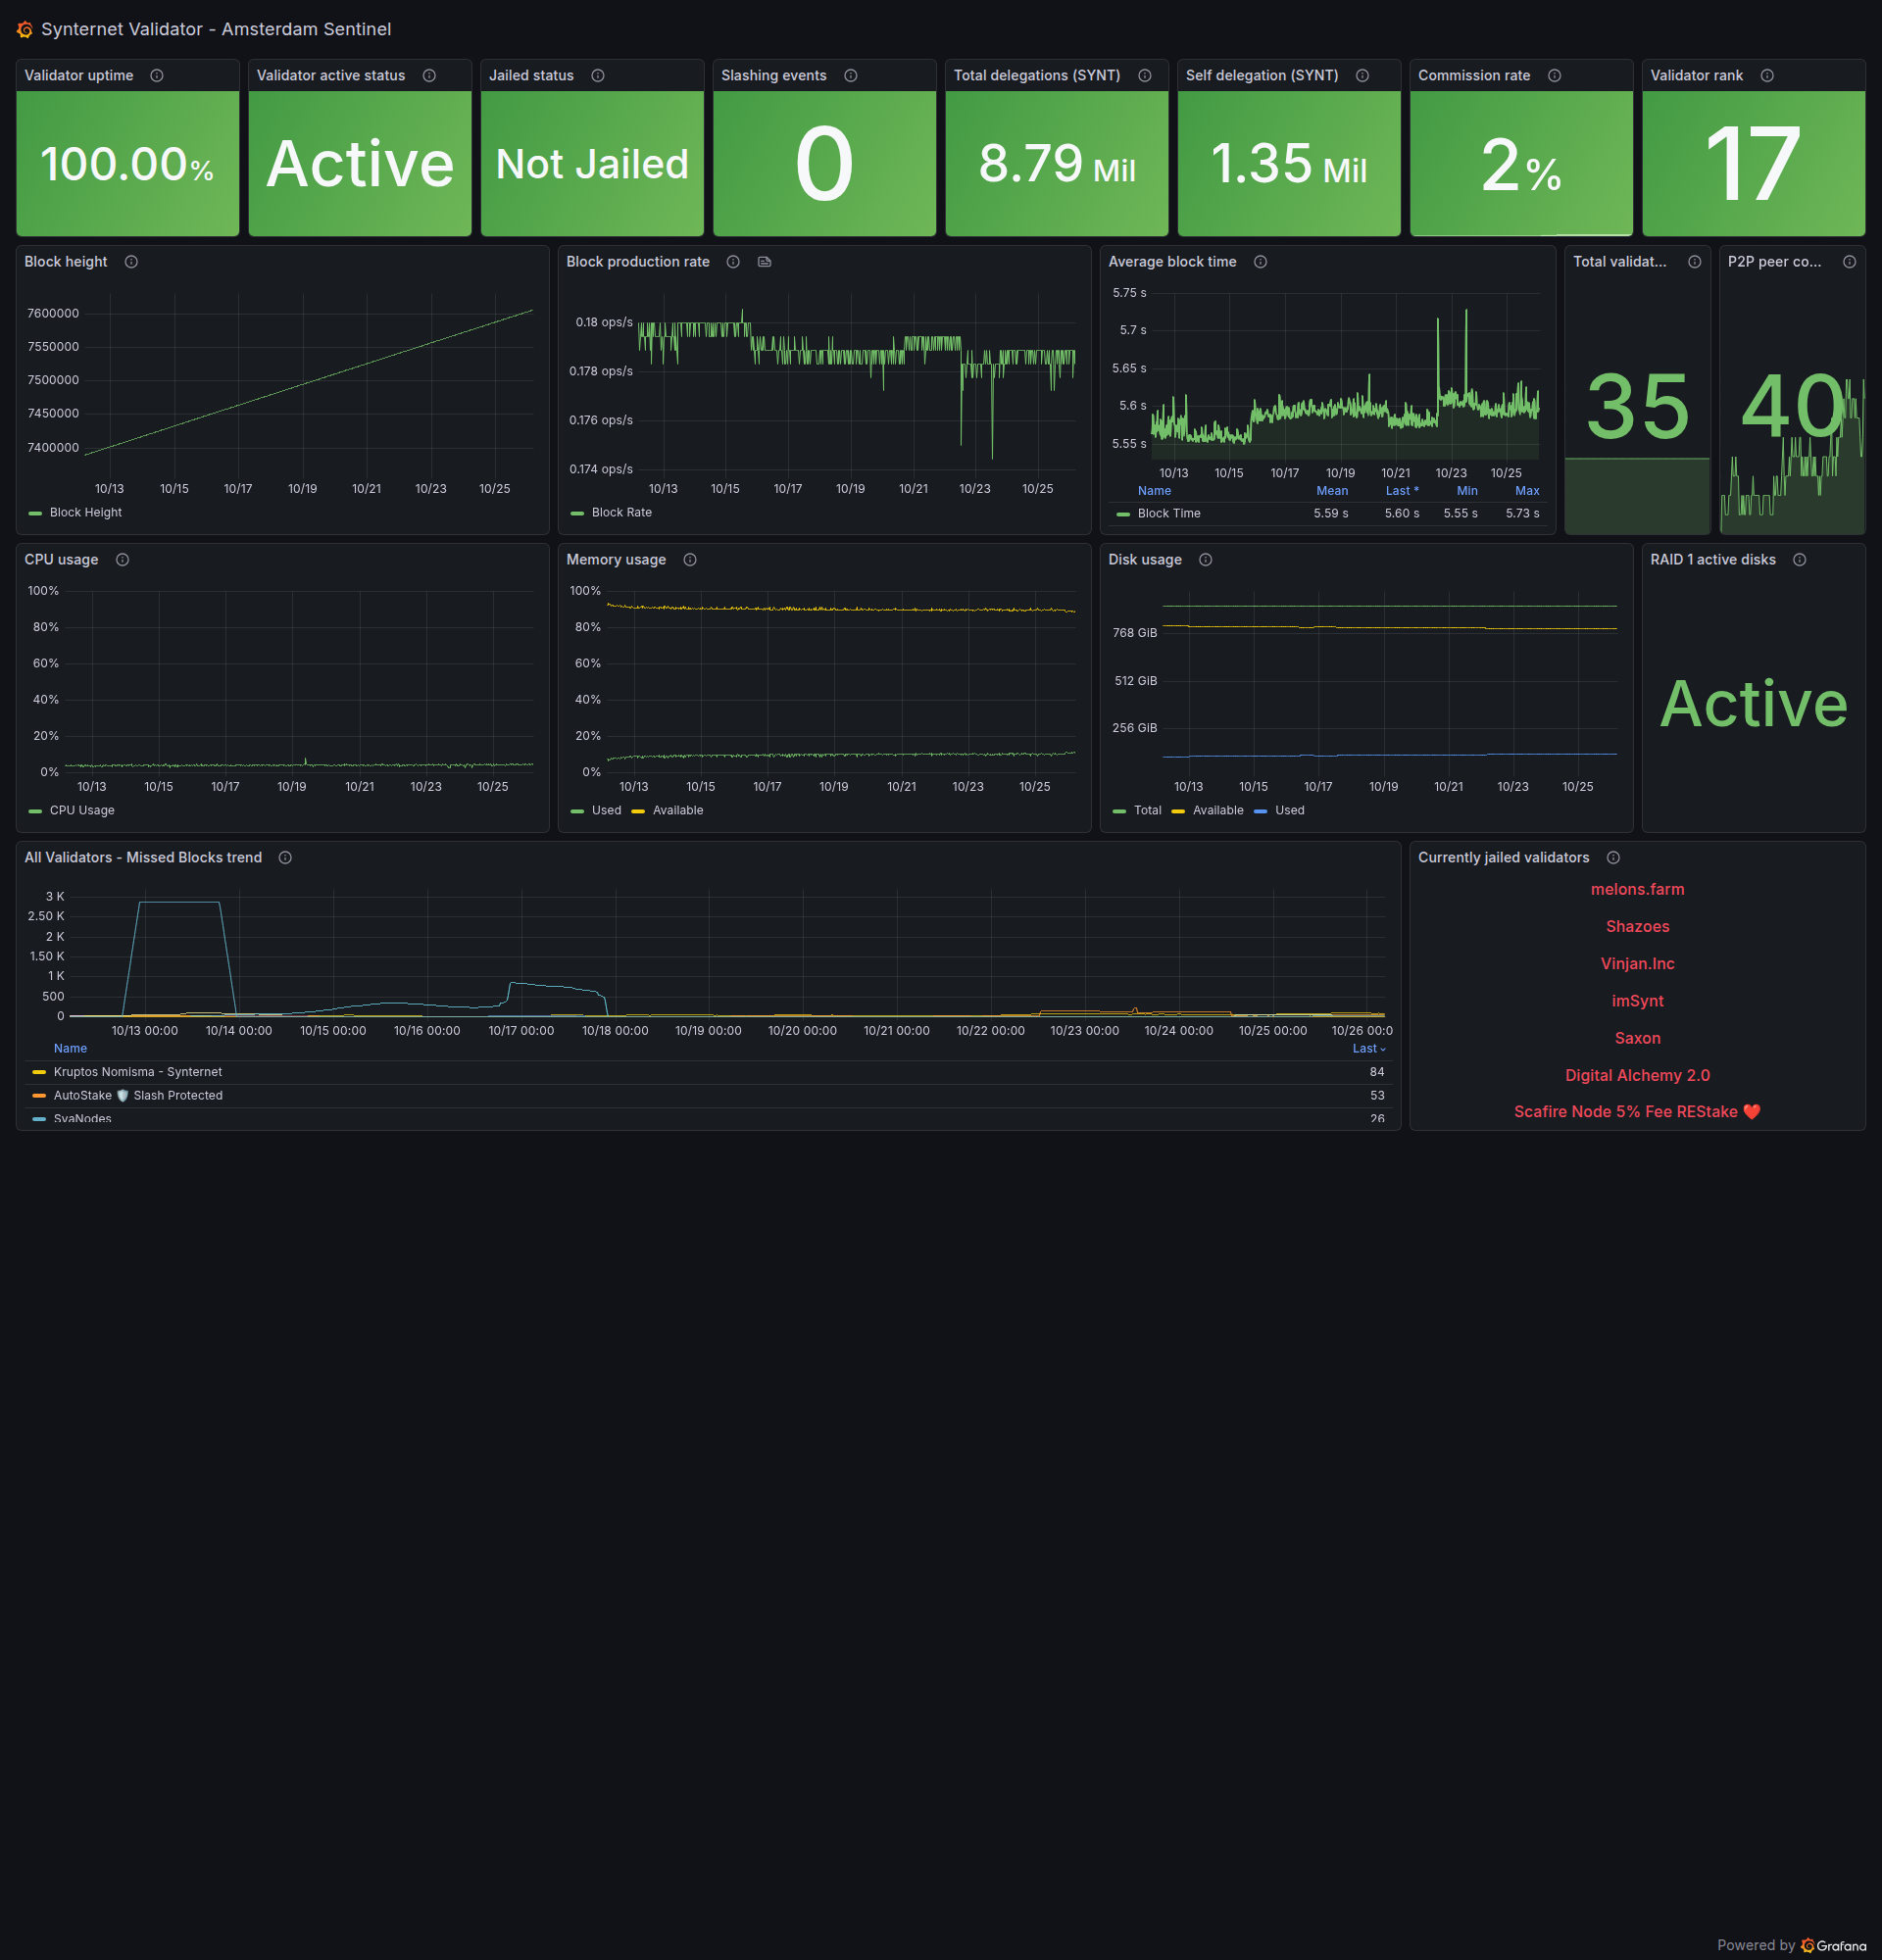 Synternet Validator - Amsterdam Sentinel
Validator uptime
100.00%
Validator active status
Active
Jailed status
Not Jailed
Slashing events
0
Total delegations (SYNT)
8.79 Mil
Self delegation (SYNT)
1.35 Mil
Commission rate
2%
Validator rank
17
Block height
7600000
7550000
7500000
7450000
7400000
10/13 10/15 10/17 10/19 10/21 10/23 10/25
Block Height
Block production rate
0.18 ops/s
0.178 ops/s
0.176 ops/s
0.174 ops/s
10/13 10/15 10/17 10/19 10/21 10/23 10/25
Block Rate
Average block time
5.75 s
5.7 s
5.65 s
5.6 s
5.55 s
10/13 10/15 10/17 10/19 10/21 10/23 10/25
Name Mean Last * Min Max
Block Time 5.59 s 5.60 s 5.55 s 5.73 s
Total validat...
35
P2P peer co...
40
CPU usage
100%
80%
60%
40%
20%
0%
10/13 10/15 10/17 10/19 10/21 10/23 10/25
CPU Usage
Memory usage
100%
80%
60%
40%
20%
0%
10/13 10/15 10/17 10/19 10/21 10/23 10/25
Used Available
Disk usage
768 GiB
512 GiB
256 GiB
10/13 10/15 10/17 10/19 10/21 10/23 10/25
Total Available Used
RAID 1 active disks
Active
All Validators - Missed Blocks trend
3 K
2.50 K
2 K
1.50 K
1 K
500
0
10/13 00:00 10/14 00:00 10/15 00:00 10/16 00:00 10/17 00:00 10/18 00:00 10/19 00:00 10/20 00:00 10/21 00:00 10/22 00:00 10/23 00:00 10/24 00:00 10/25 00:00 10/26 00:0
Name Last
Kruptos Nomisma - Synternet 84
AutoStake 🛡️ Slash Protected 53
SvaNodes 26
Currently jailed validators
melons.farm
Shazoes
Vinjan.Inc
imSynt
Saxon
Digital Alchemy 2.0
Scafire Node 5% Fee REStake ❤️
Powered by Grafana